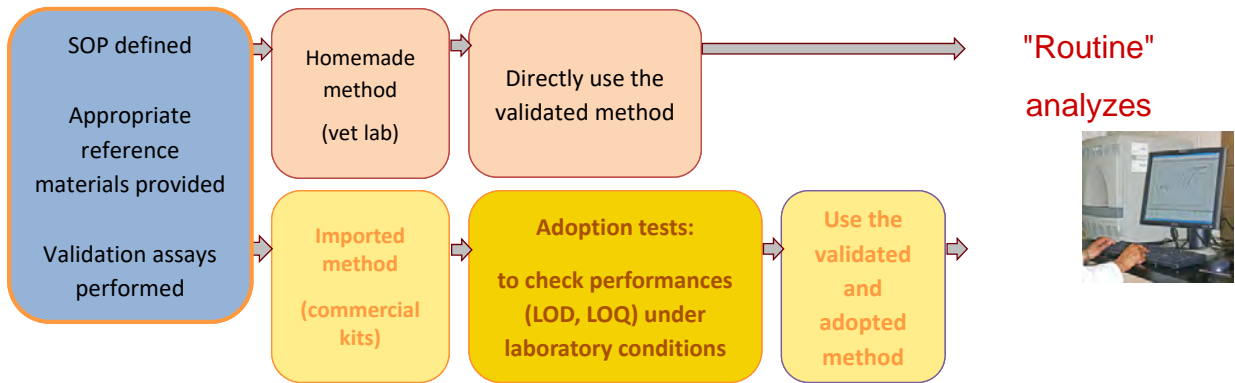 SOP defined
Appropriate
reference
materials provided
Validation assays
performed
Homemade
method
(vet lab)
Directly use the
validated method
"Routine"
analyzes
Imported
method
(commercial
kits)
Adoption tests:
to check performances
(LOD, LOQ) under
laboratory conditions
Use the
validated
and
adopted
method